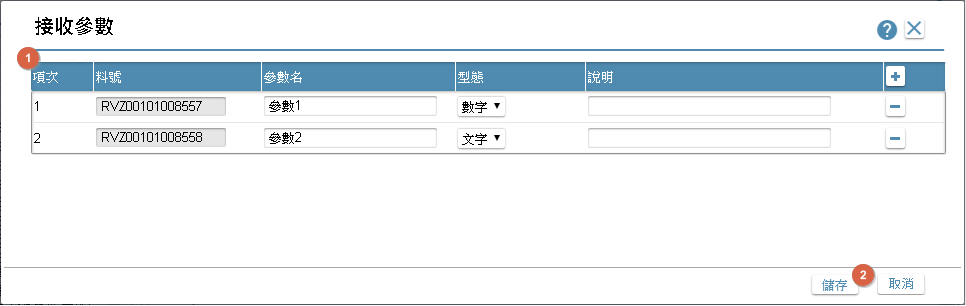 接收參數
?
1
項次 料號 參數名 型態 說明
1 RVZ00101008557 參數1 數字
2 RVZ00101008558 參數2 文字
儲存 2 取消